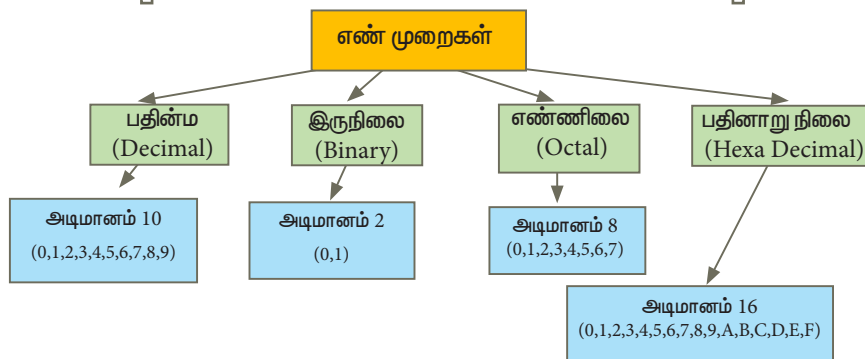 எண் முறைகள்
பதின்ம
(Decimal)
இருநிலை
(Binary)
எண்ணிலை
(Octal)
பதினாறு நிலை
(Hexa Decimal)
அடிமானம் 10
(0,1,2,3,4,5,6,7,8,9)
அடிமானம் 2
(0,1)
அடிமானம் 8
(0,1,2,3,4,5,6,7)
அடிமானம் 16
(0,1,2,3,4,5,6,7,8,9,A,B,C,D,E,F)